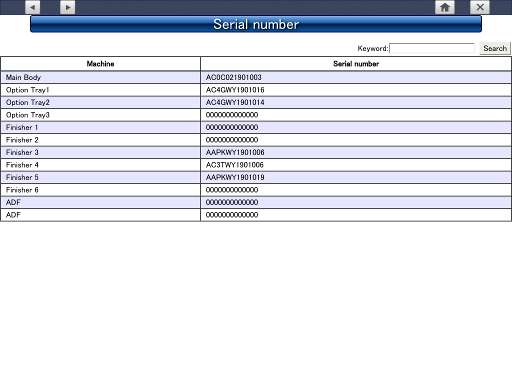 Serial number
Keyword: Search
Machine Serial number
Main Body AC0C021901003
Option Tray1 AC4GWY1901016
Option Tray2 AC4GWY1901014
Option Tray3 0000000000000
Finisher 1 0000000000000
Finisher 2 0000000000000
Finisher 3 AAPKWY1901006
Finisher 4 AC3TWY1901006
Finisher 5 AAPKWY1901019
Finisher 6 0000000000000
ADF 0000000000000
ADF 0000000000000